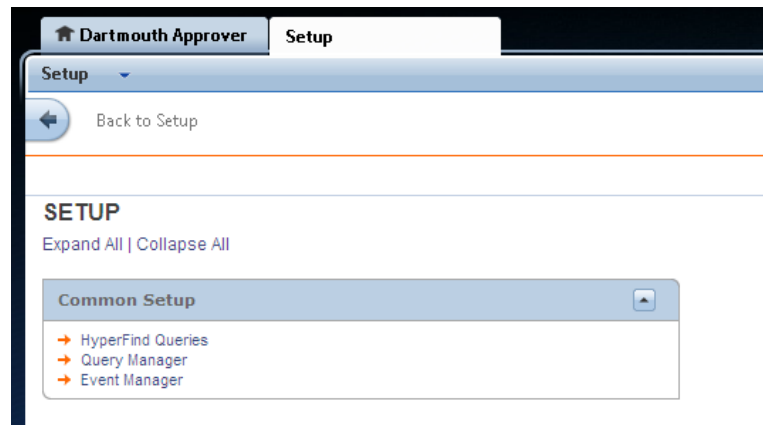 Dartmouth Approver Setup
Setup
Back to Setup
SETUP
Expand All | Collapse All
Common Setup
HyperFind Queries
Query Manager
Event Manager